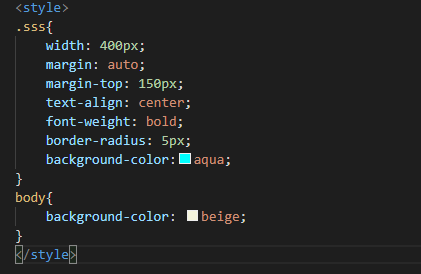 <style>
.sss{
    width: 400px;
    margin: auto;
    margin-top: 150px;
    text-align: center;
    font-weight: bold;
    border-radius: 5px;
    background-color:aqua;
}
body{
    background-color: beige;
}
</style>